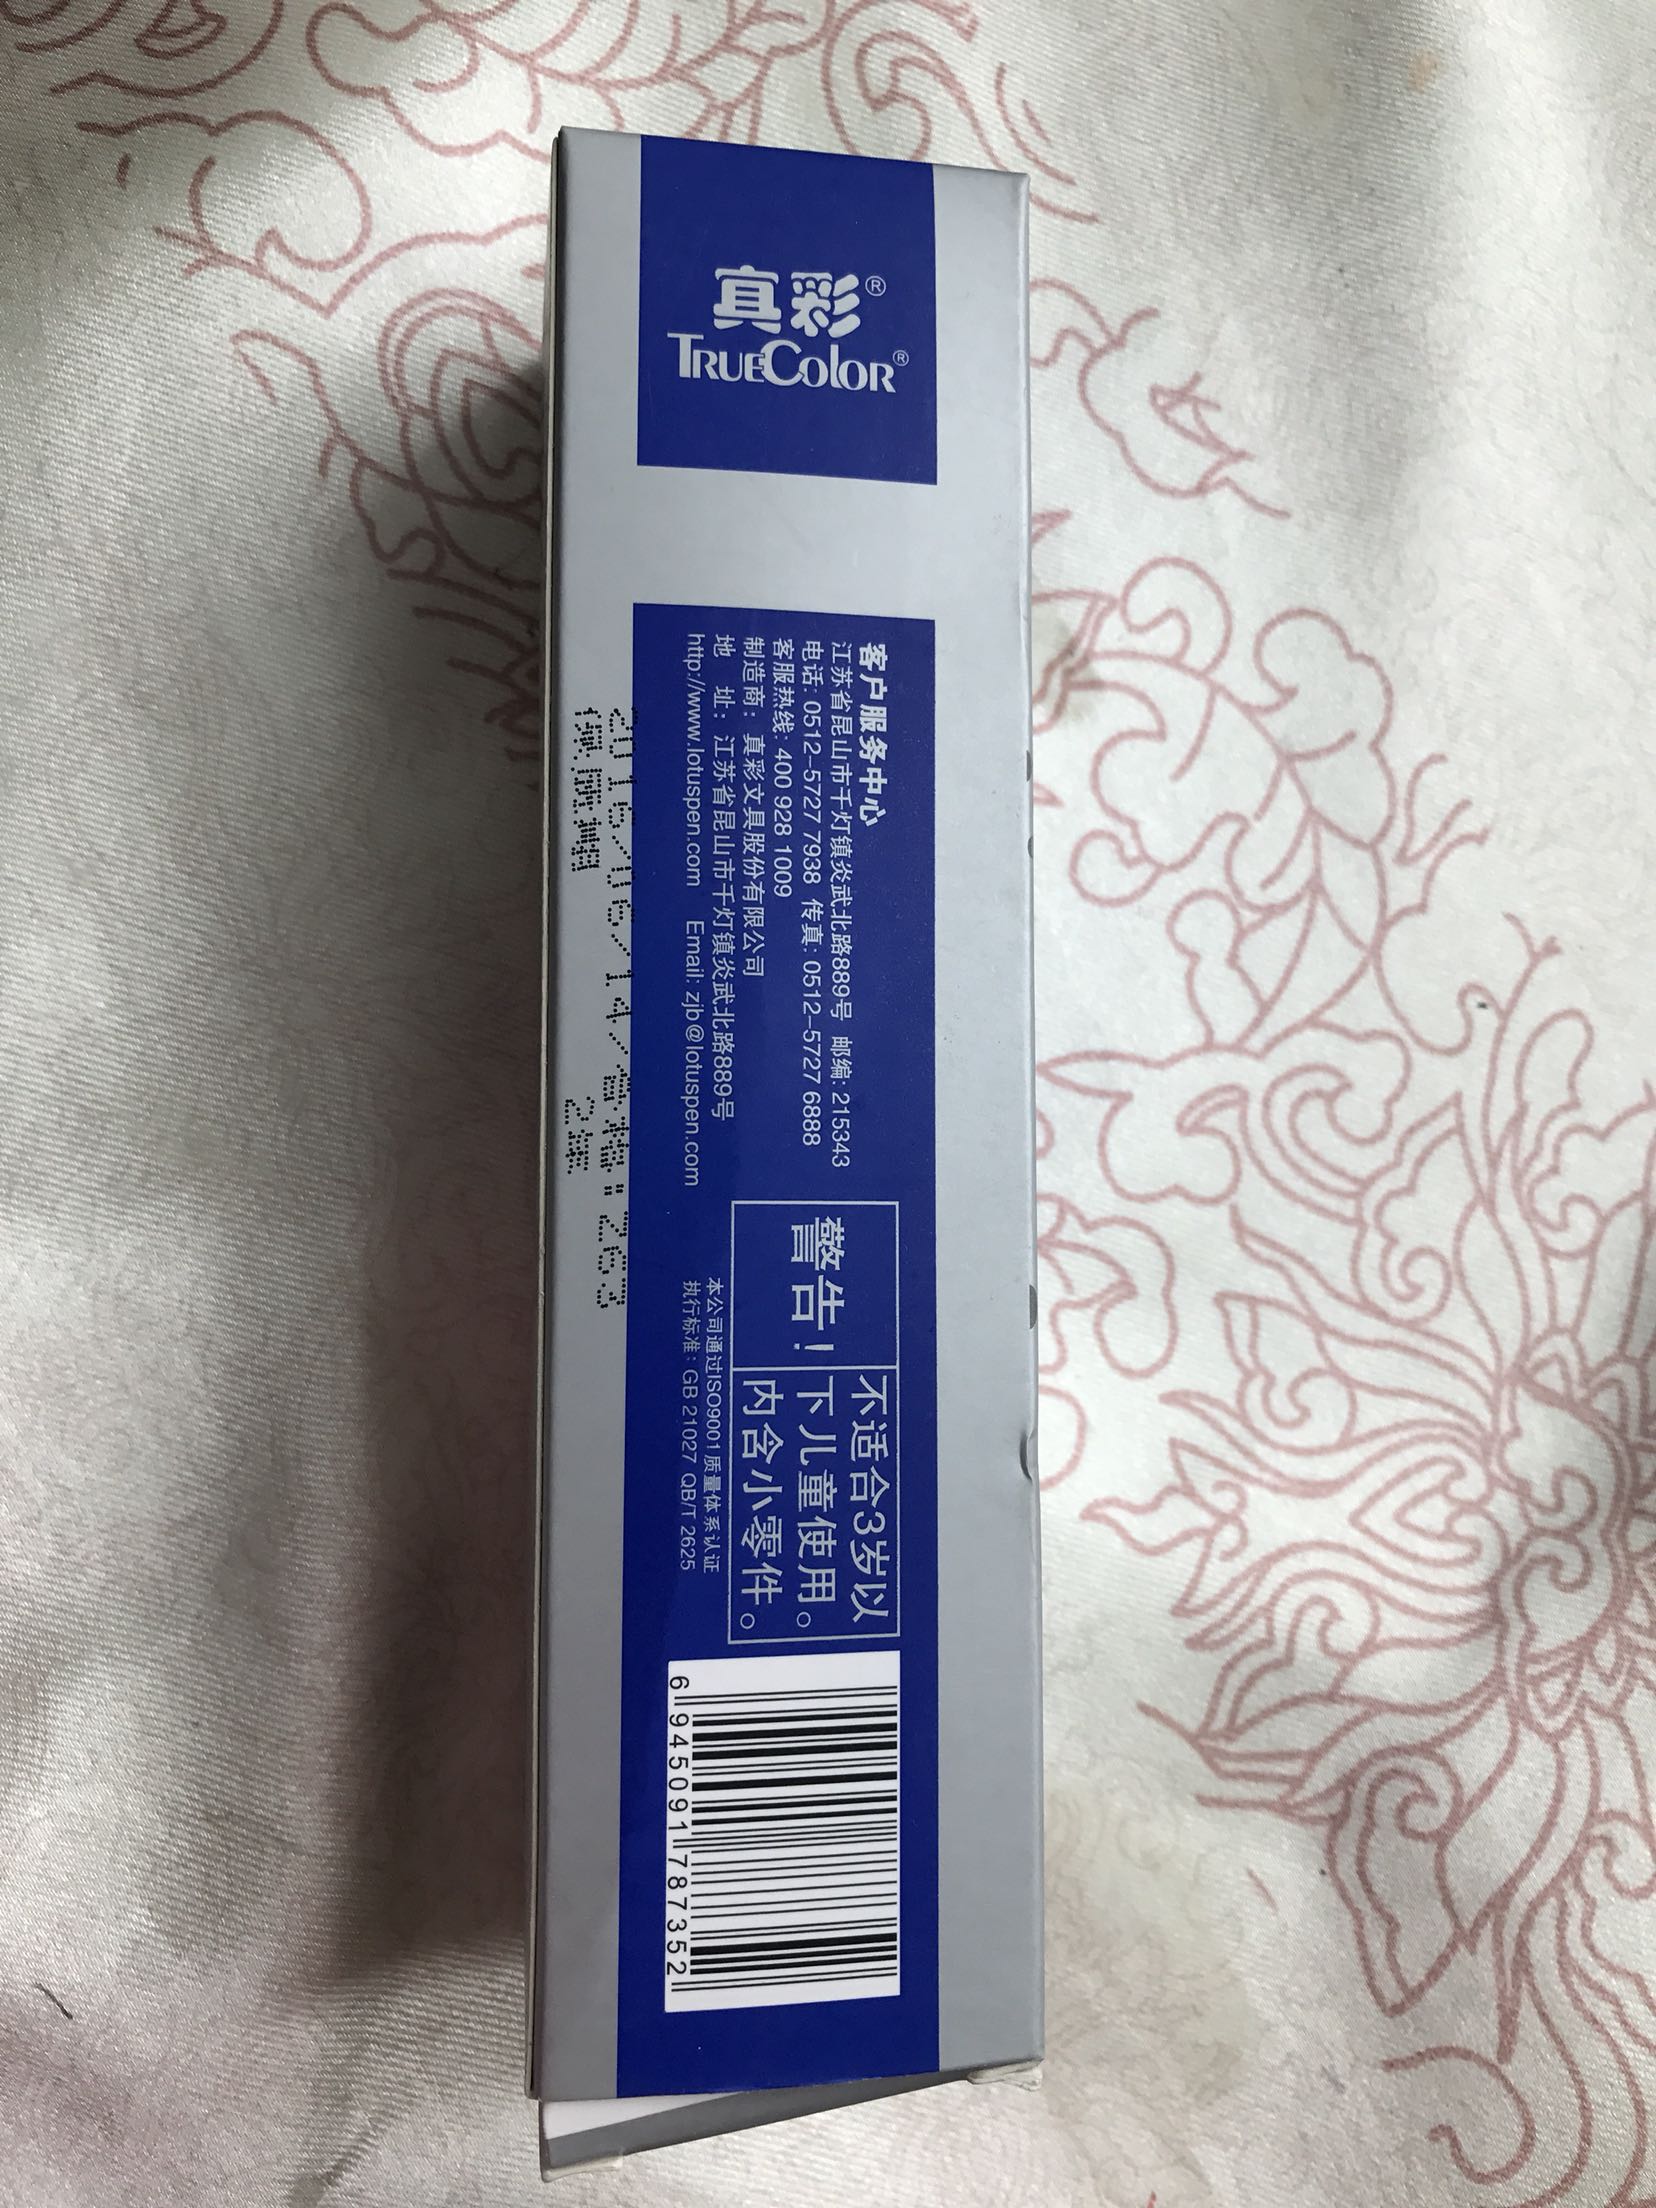 真彩®
TRUECOLOR®
客户服务中心
江苏省昆山市千灯镇炎武北路889号 邮编: 215343
电话: 0512-5727 7938 传真: 0512-5727 6888
客服热线: 400 928 1009
制造商: 真彩文具股份有限公司
地 址: 江苏省昆山市千灯镇炎武北路889号
http://www.lotuspen.com Email: zjb@lotuspen.com
2016/06/14/
263
保质期 2年
警告!
不适合3岁以
下儿童使用。
内含小零件。
本公司通过ISO9001质量体系认证
执行标准: GB 21027 QB/T 2625
6 945091 787352